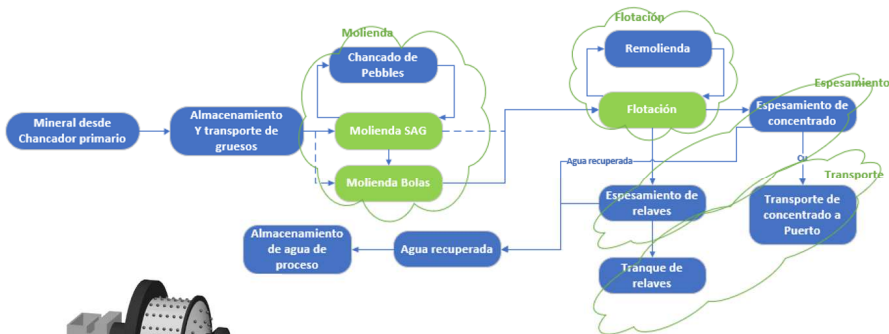 Molienda
Flotación
Chancado de
Pebbles
Remolienda
Espesamiento
Mineral desde
Chancador primario
Almacenamiento
Y transporte de
gruesos
Molienda SAG
Flotación
Espesamiento de
concentrado
Molienda Bolas
Agua recuperada
Cu
Transporte
Espesamiento de
relaves
Transporte de
concentrado a
Puerto
Almacenamiento
de agua de
proceso
Agua recuperada
Tranque de
relaves